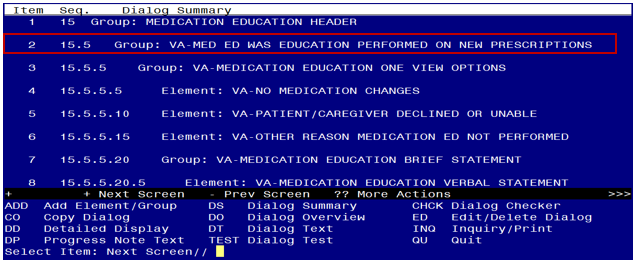 Item  Seq.  Dialog Summary
1  15  Group: MEDICATION EDUCATION HEADER
2  15.5  Group: VA-MED ED WAS EDUCATION PERFORMED ON NEW PRESCRIPTIONS
3  15.5.5  Group: VA-MEDICATION EDUCATION ONE VIEW OPTIONS
4  15.5.5.5  Element: VA-NO MEDICATION CHANGES
5  15.5.5.10  Element: VA-PATIENT/CAREGIVER DECLINED OR UNABLE
6  15.5.5.15  Element: VA-OTHER REASON MEDICATION ED NOT PERFORMED
7  15.5.5.20  Group: VA-MEDICATION EDUCATION BRIEF STATEMENT
8  15.5.5.20.5  Element: VA-MEDICATION EDUCATION VERBAL STATEMENT
+  + Next Screen  - Prev Screen  ?? More Actions  >>>
ADD  Add Element/Group  DS  Dialog Summary  CHCK Dialog Checker
CO  Copy Dialog  DO  Dialog Overview  ED  Edit/Delete Dialog
DD  Detailed Display  DT  Dialog Text  INQ  Inquiry/Print
DP  Progress Note Text  TEST Dialog Test  QU  Quit
Select Item: Next Screen//